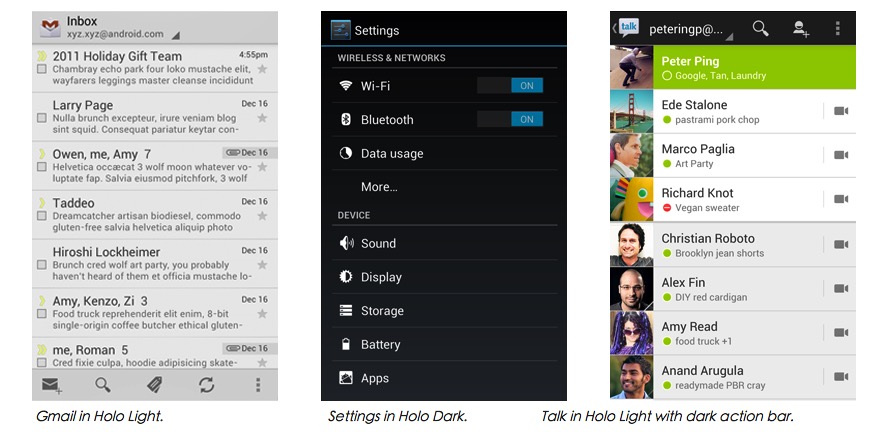 Inbox
xyz.xyz@android.com
2011 Holiday Gift Team 4:55pm
Chambray echo park four loko mustache elit,
wayfarers leggings master cleanse incididunt
Larry Page Dec 16
Nulla brunch excepteur, irure veniam blog
sint squid. Consequat pariatur keytar con-
Owen, me, Amy 7 Dec 16
Helvetica occæcat 3 wolf moon whatever vo-
luptate fap. Salvia eiusmod pitchfork, 3 wolf
Taddeo Dec 16
Dreamcatcher artisan biodiesel, commodo
gluten-free salvia helvetica aliquip photo
Hiroshi Lockheimer Dec 16
Brunch cred wolf art party, you probably
haven't heard of them et officia mustache lo-
Amy, Kenzo, Zi 3 Dec 16
Food truck reprehenderit elit enim, 8-bit
single-origin coffee butcher ethical gluten-
me, Roman 5 Dec 16
Cred fixie culpa, hoodie adipisicing skate-
Gmail in Holo Light.
Settings
WIRELESS & NETWORKS
Wi-Fi ON
Bluetooth ON
Data usage
More...
DEVICE
Sound
Display
Storage
Battery
Apps
Settings in Holo Dark.
talk peteringp@...
Peter Ping
Google, Tan, Laundry
Ede Stalone
pastrami pork chop
Marco Paglia
Art Party
Richard Knot
Vegan sweater
Christian Roboto
Brooklyn jean shorts
Alex Fin
DIY red cardigan
Amy Read
food truck +1
Anand Arugula
readymade PBR cray
Talk in Holo Light with dark action bar.